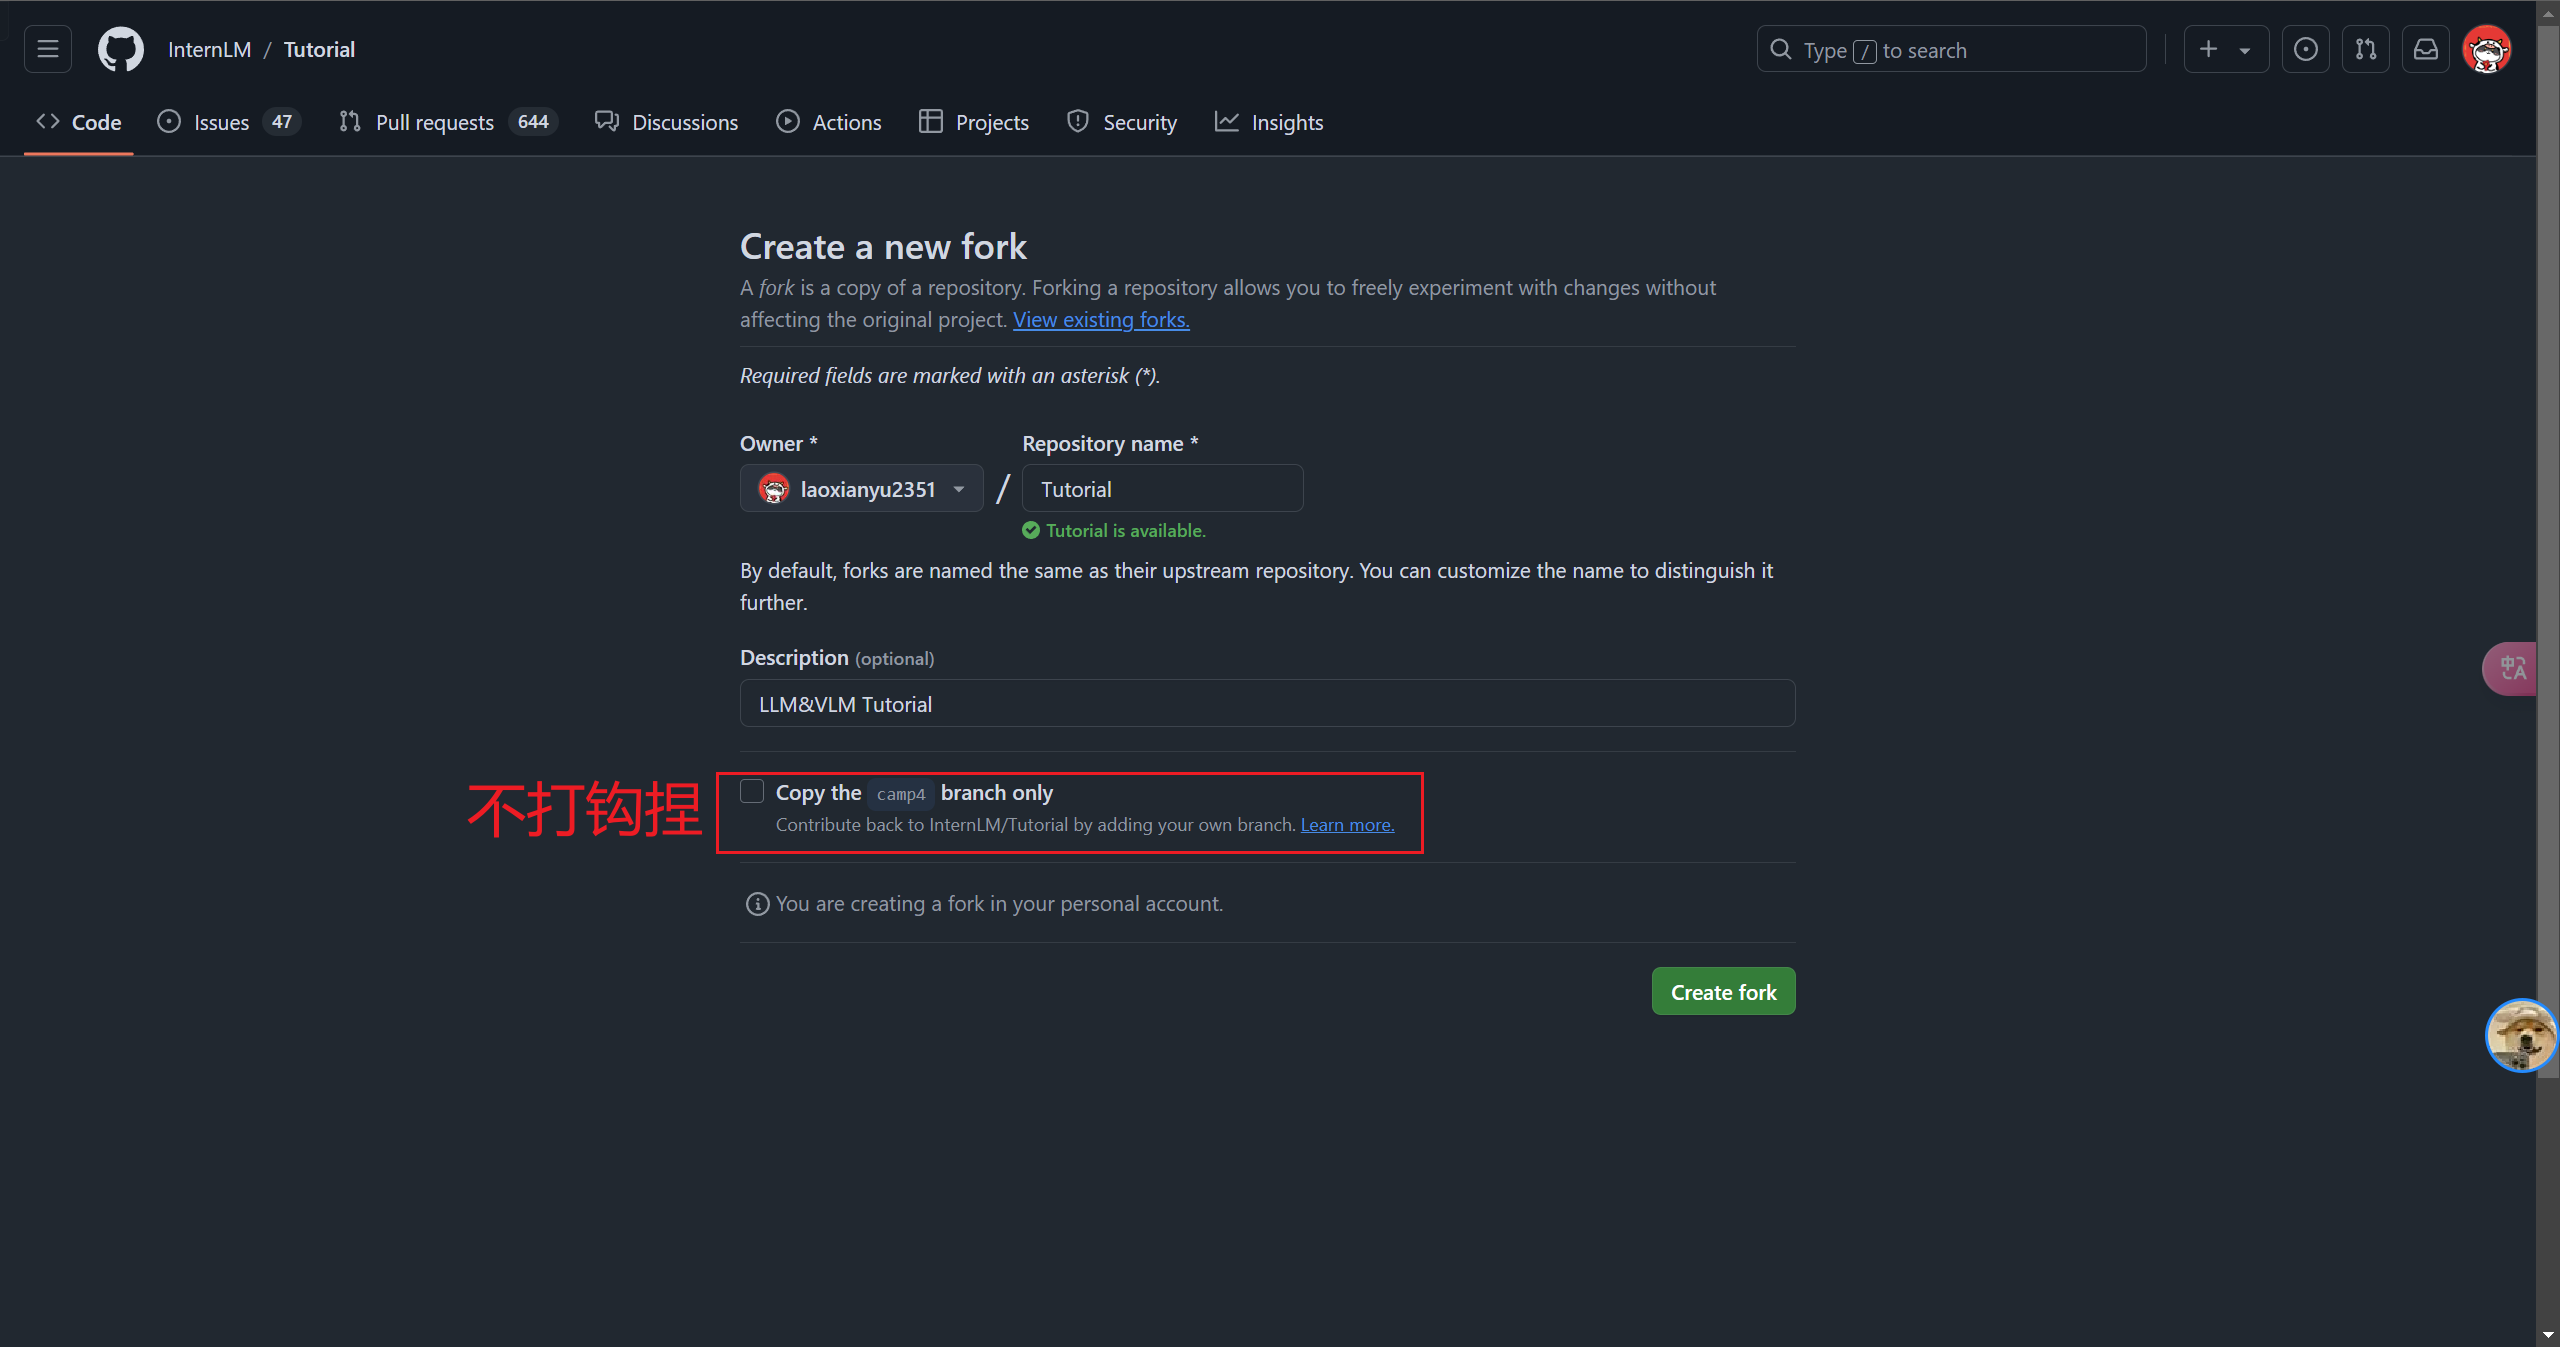 InternLM / Tutorial
Type / to search
Code
Issues 47
Pull requests 644
Discussions
Actions
Projects
Security
Insights
Create a new fork
A fork is a copy of a repository. Forking a repository allows you to freely experiment with changes without
affecting the original project. View existing forks.
Required fields are marked with an asterisk (*).
Owner *
Repository name *
laoxianyu2351 / Tutorial
Tutorial is available.
By default, forks are named the same as their upstream repository. You can customize the name to distinguish it
further.
Description (optional)
LLM&VLM Tutorial
不打钩捏
Copy the camp4 branch only
Contribute back to InternLM/Tutorial by adding your own branch. Learn more.
You are creating a fork in your personal account.
Create fork
中A